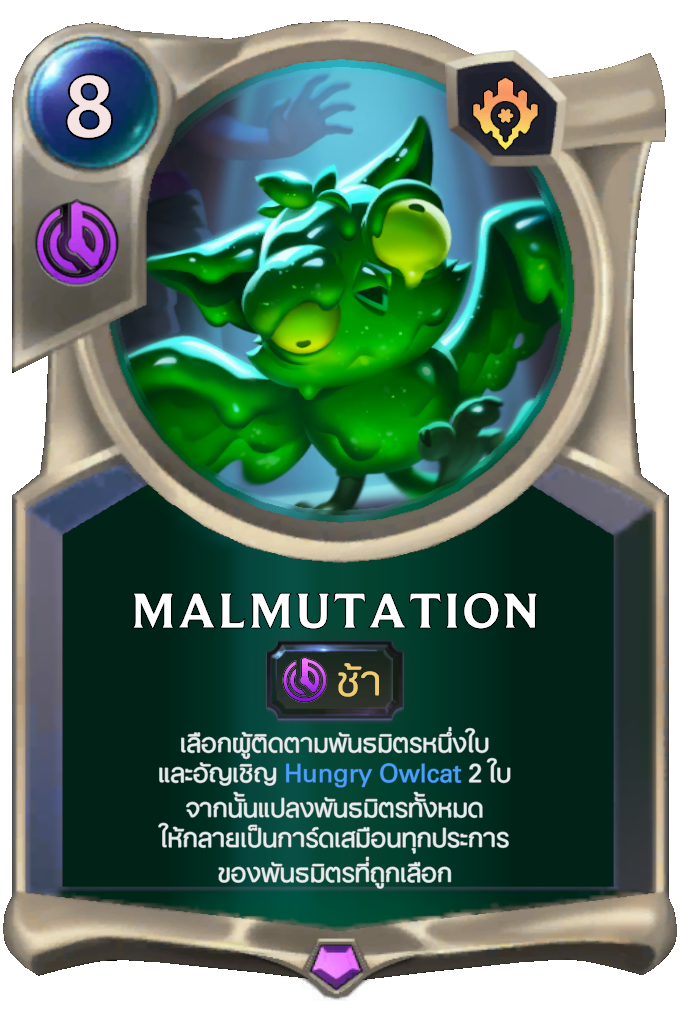 8
MALMUTATION
ช้า
เลือกผู้ติดตามพันธมิตรหนึ่งใบ
และอัญเชิญ Hungry Owlcat 2 ใบ
จากนั้นแปลงพันธมิตรทั้งหมด
ให้กลายเป็นการ์ดเสมือนทุกประการ
ของพันธมิตรที่ถูกเลือก